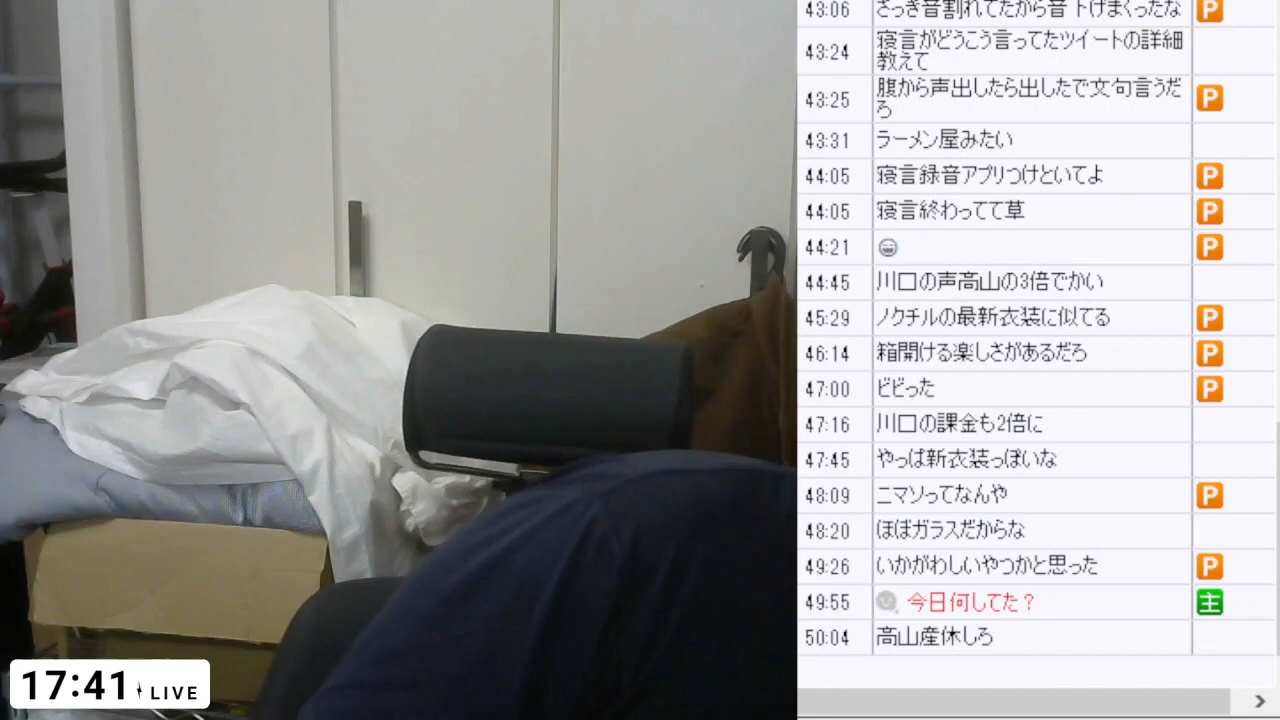 43:06 さっき音割れてたから音下げまくったな P
43:24 寝言がどうこう言ってたツイートの詳細
教えて
43:25 腹から声出したら出したで文句言うだ P
ろ
43:31 ラーメン屋みたい
44:05 寝言録音アプリつけといてよ P
44:05 寝言終わってて草 P
44:21 😄 P
44:45 川口の声高山の3倍でかい
45:29 ノクチルの最新衣装に似てる P
46:14 箱開ける楽しさがあるだろ P
47:00 ビビった P
47:16 川口の課金も2倍に
47:45 やっぱ新衣装っぽいな
48:09 ニマソってなんや P
48:20 ほぼガラスだからな
49:26 いかがわしいやつかと思った P
49:55 今日何してた？ 主
50:04 高山産休しろ
17:41 LIVE